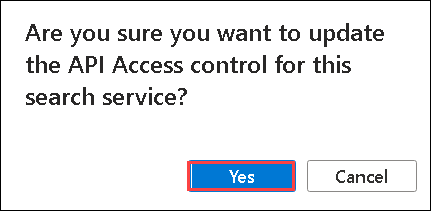 Are you sure you want to update
the API Access control for this
search service?
Yes
Cancel